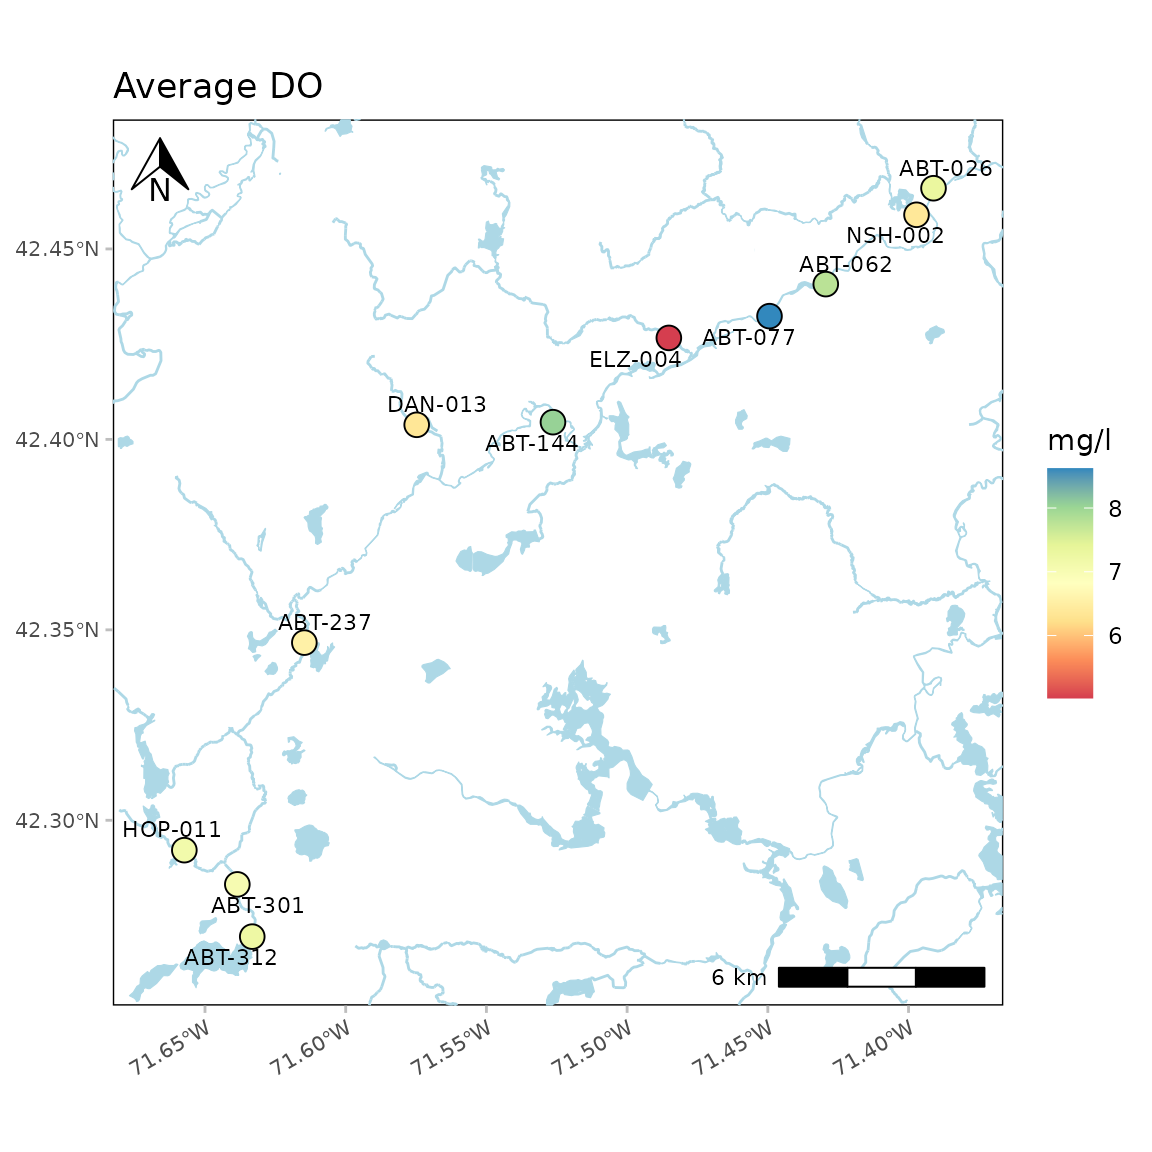 Average DO
N
ABT-026
NSH-002
ABT-062
ABT-077
ELZ-004
DAN-013
ABT-144
ABT-237
HOP-011
ABT-301
ABT-312
6 km
42.45°N
42.40°N
42.35°N
42.30°N
71.65°W
71.60°W
71.55°W
71.50°W
71.45°W
71.40°W
mg/l
8
7
6